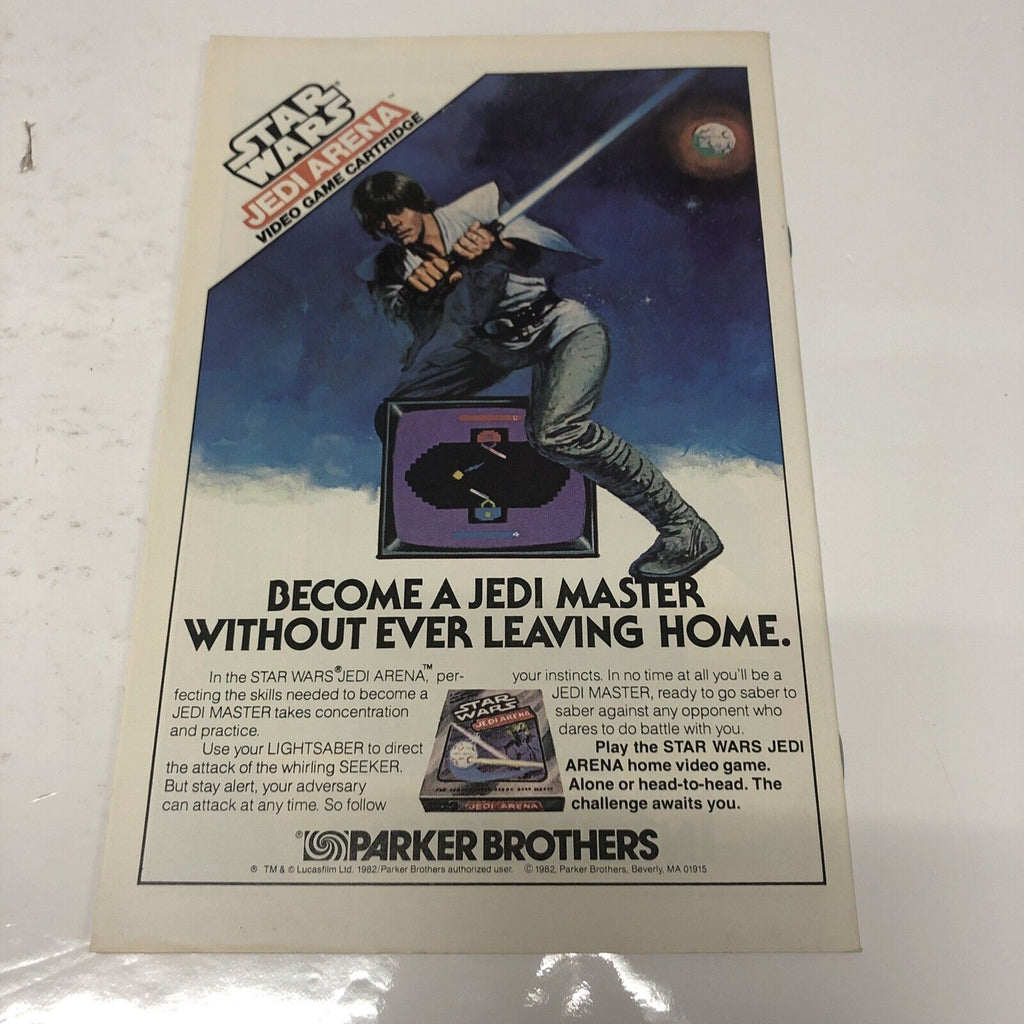 STAR
WARS®
JEDI ARENA™
VIDEO GAME CARTRIDGE
BECOME A JEDI MASTER
WITHOUT EVER LEAVING HOME.
In the STAR WARS® JEDI ARENA,™ per-
fecting the skills needed to become a
JEDI MASTER takes concentration
and practice.
Use your LIGHTSABER to direct
the attack of the whirling SEEKER.
But stay alert, your adversary
can attack at any time. So follow
your instincts. In no time at all you'll be a
JEDI MASTER, ready to go saber to
saber against any opponent who
dares to do battle with you.
Play the STAR WARS JEDI
ARENA home video game.
Alone or head-to-head. The
challenge awaits you.
STAR
WARS
JEDI ARENA
JEDI ARENA
® PARKER BROTHERS
® TM & © Lucasfilm Ltd. 1982/Parker Brothers authorized user. © 1982, Parker Brothers, Beverly, MA 01915